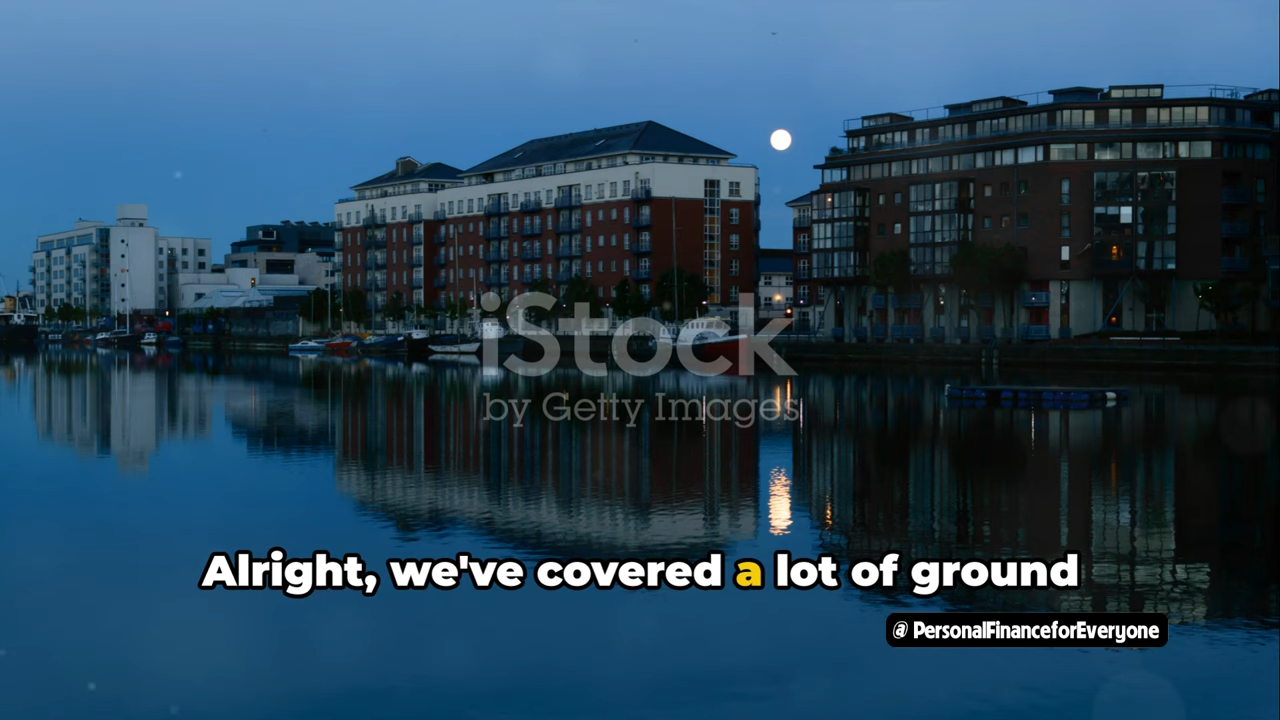 iStock
by Getty Images
Alright, we've covered a lot of ground
@ PersonalFinanceforEveryone